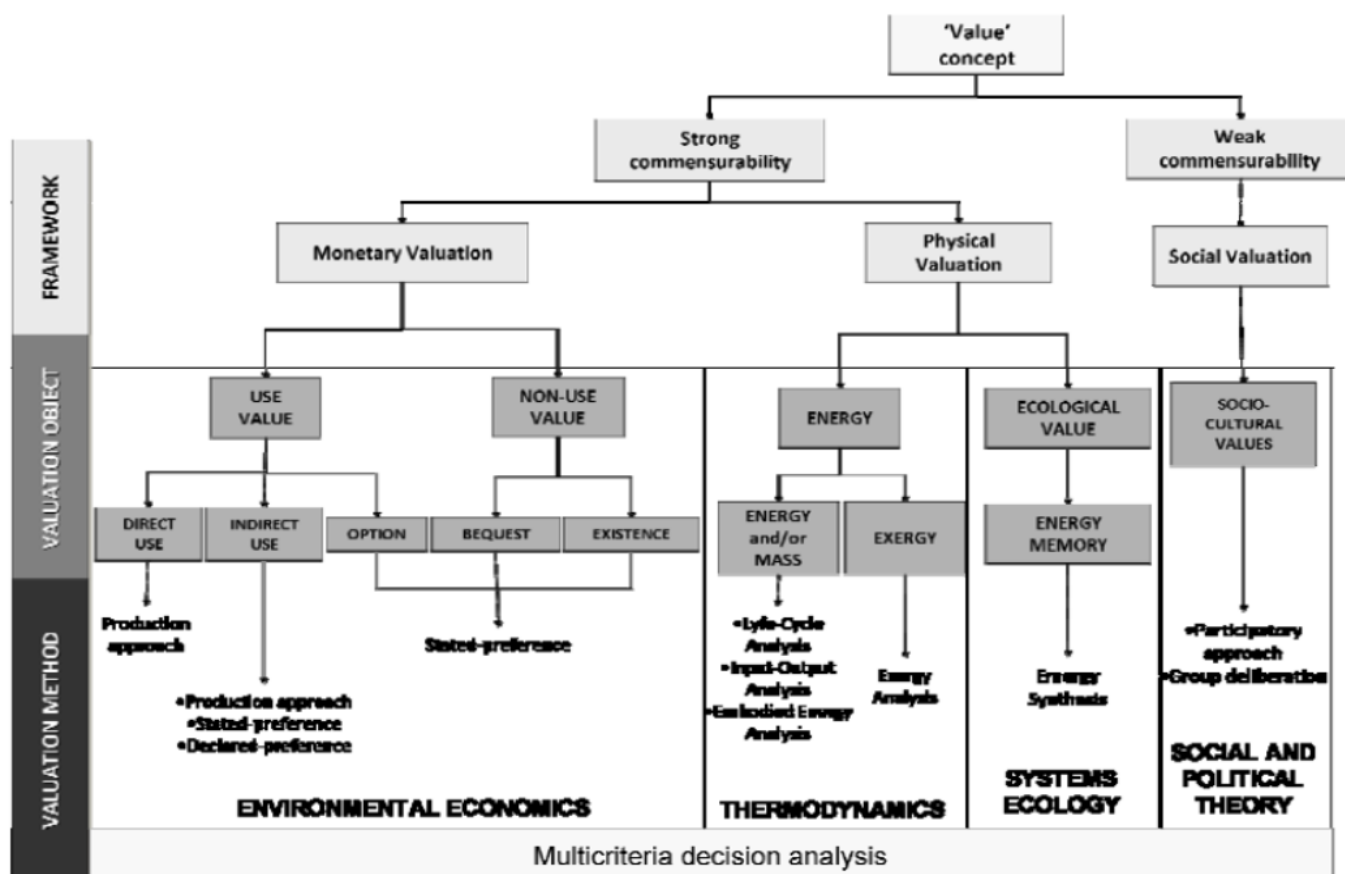 'Value'
concept
Strong
commensurability
Weak
commensurability
FRAMEWORK
Monetary Valuation
Physical
Valuation
Social Valuation
VALUATION OBJECT
USE
VALUE
NON-USE
VALUE
ENERGY
ECOLOGICAL
VALUE
SOCIO-
CULTURAL
VALUES
DIRECT
USE
INDIRECT
USE
OPTION
BEQUEST
EXISTENCE
ENERGY
and/or
MASS
EXERGY
ENERGY
MEMORY
VALUATION METHOD
Production
approach
•Production approach
•Stated-preference
•Declared-preference
Stated-preference
•Lyfe-Cycle
Analysis
•Input-Output
Analysis
•Embodied Energy
Analysis
Analysis
Synthesis
•Participatory
approach
•Group deliberation
ENVIRONMENTAL ECONOMICS
THERMODYNAMICS
SYSTEMS
ECOLOGY
SOCIAL AND
POLITICAL
THEORY
Multicriteria decision analysis